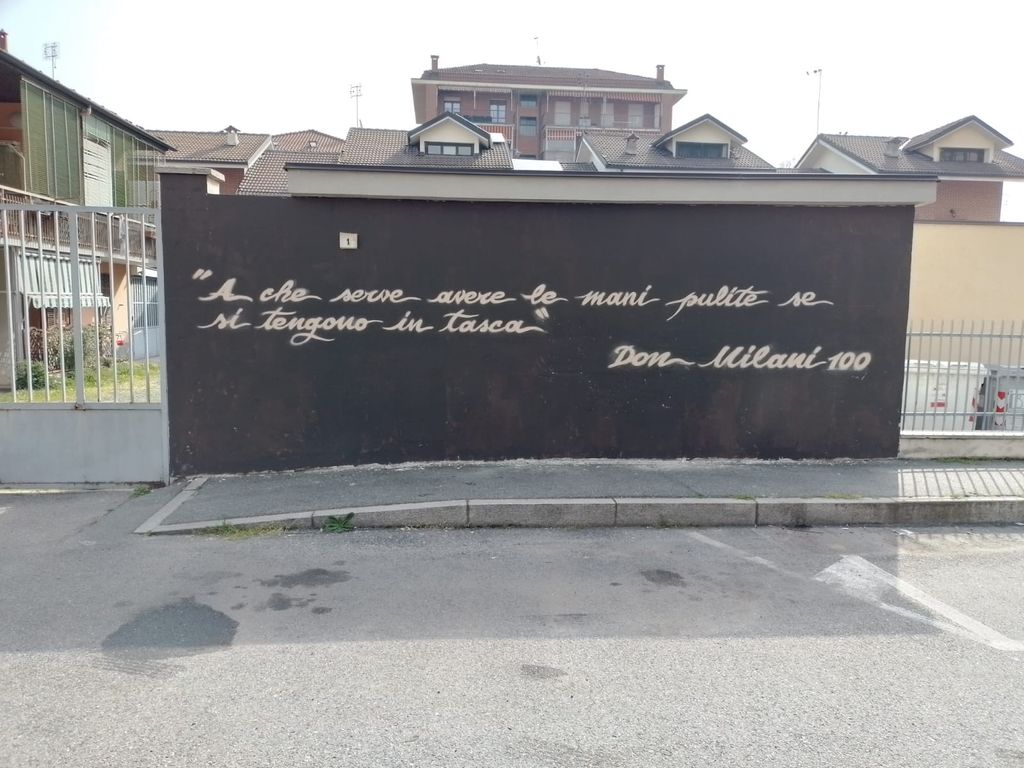 1
"A che serve avere le mani pulite se
si tengono in tasca"
Don Milani 100